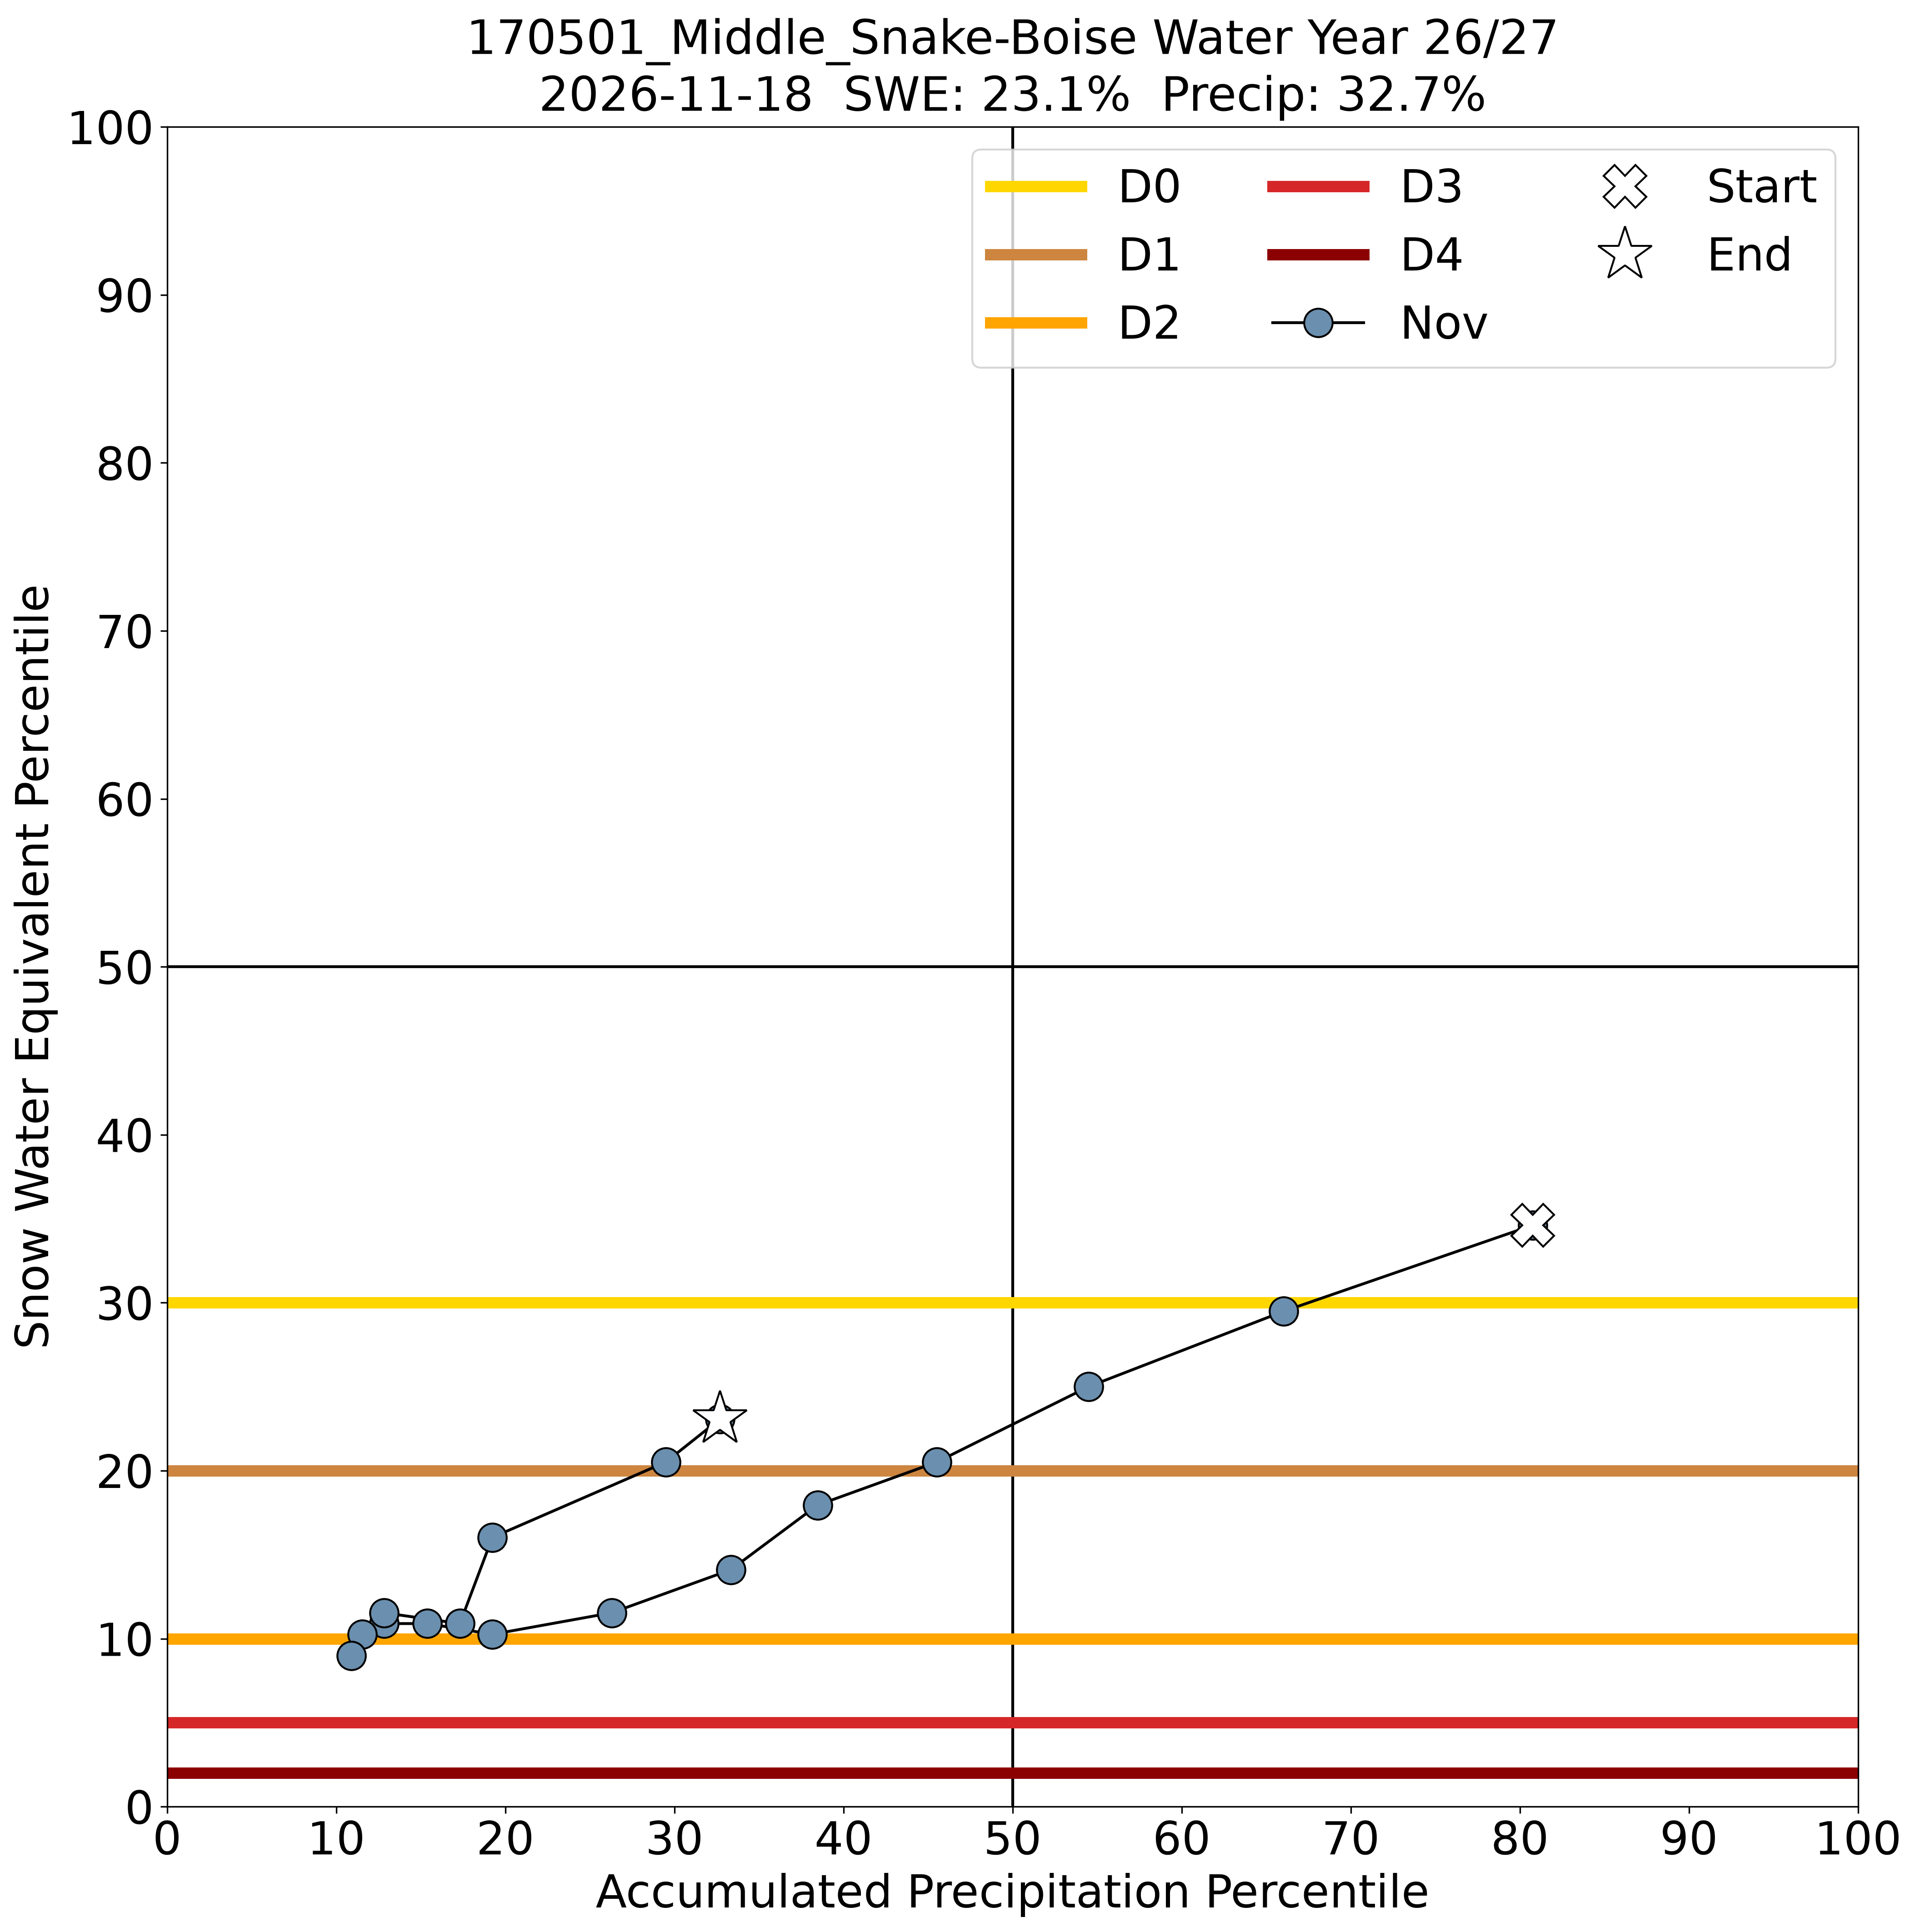 170501_Middle_Snake-Boise Water Year 26/27
2026-11-18  SWE: 23.1%  Precip: 32.7%
100
90
80
70
60
50
40
30
20
10
0
Snow Water Equivalent Percentile
D0
D1
D2
D3
D4
Nov
Start
End
0 10 20 30 40 50 60 70 80 90 100
Accumulated Precipitation Percentile